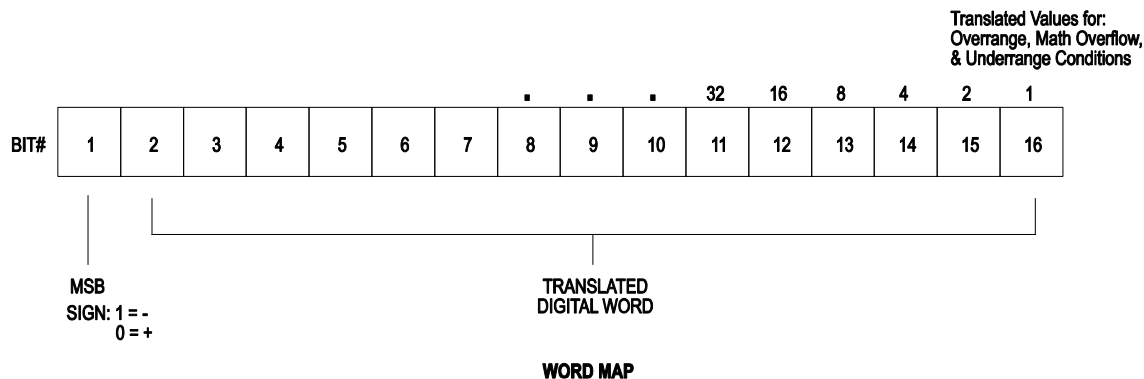 Translated Values for:
Overrange, Math Overflow,
& Underrange Conditions
. . . 32 16 8 4 2 1
BIT# 1 2 3 4 5 6 7 8 9 10 11 12 13 14 15 16
MSB
SIGN: 1 = -
0 = +
TRANSLATED
DIGITAL WORD
WORD MAP